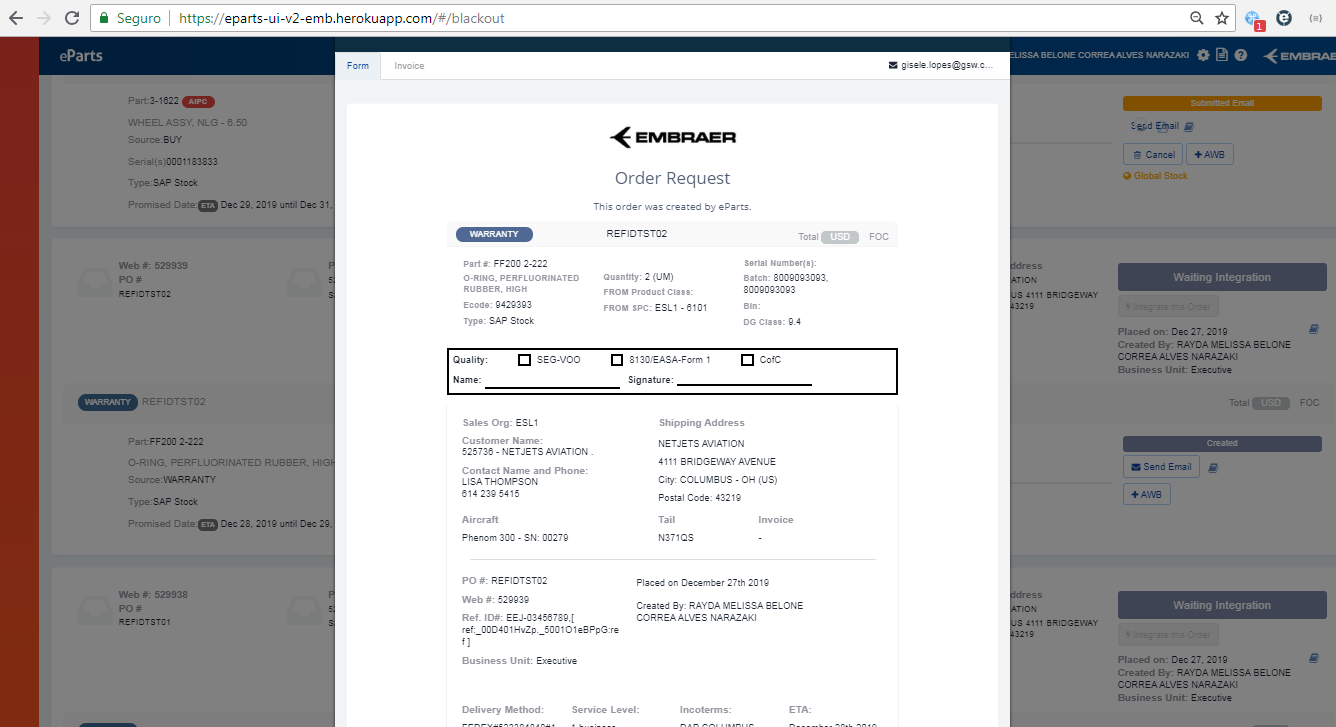 Seguro | https://eparts-ui-v2-emb.herokuapp.com/#/blackout
1
eParts
Form
Invoice
gisele.lopes@gsw.c...
ELISSA BELONE CORREA ALVES NARAZAKI
EMBRAE
Part:3-1622 AIPC
WHEEL ASSY, NLG - 6.50
Source:BUY
Serial(s)0001183833
Type:SAP Stock
Promised Date: ETA Dec 29, 2019 until Dec 31,
Submitted Email
Send Email
Cancel
+ AWB
Global Stock
Web #: 529939
PO #
REFIDTST02
WARRANTY REFIDTST02
Part:FF200 2-222
O-RING, PERFLUORINATED RUBBER, HIGH
Source:WARRANTY
Type:SAP Stock
Promised Date: ETA Dec 28, 2019 until Dec 29,
Web #: 529938
PO #
REFIDTST01
EMBRAER
Order Request
This order was created by eParts.
WARRANTY REFIDTST02 Total USD FOC
Part #: FF200 2-222
O-RING, PERFLUORINATED
RUBBER, HIGH
Ecode: 9429393
Type: SAP Stock
Quantity: 2 (UM)
FROM Product Class:
FROM SPC: ESL1 - 6101
Serial Number(s):
Batch: 8009093093,
8009093093
Bin:
DG Class: 9.4
Quality: SEG-VOO 8130/EASA-Form 1 CofC
Name: Signature:
Sales Org: ESL1
Customer Name:
525736 - NETJETS AVIATION .
Contact Name and Phone:
LISA THOMPSON
614 239 5415
Shipping Address
NETJETS AVIATION
4111 BRIDGEWAY AVENUE
City: COLUMBUS - OH (US)
Postal Code: 43219
Aircraft Tail Invoice
Phenom 300 - SN: 00279 N371QS -
PO #: REFIDTST02
Web #: 529939
Ref. ID#: EEJ-03456789,[
ref:_00D401HvZp._5001O1eBPpG:re
f ]
Business Unit: Executive
Placed on December 27th 2019
Created By: RAYDA MELISSA BELONE
CORREA ALVES NARAZAKI
Delivery Method: Service Level: Incoterms: ETA:
ddress
ATION
US 4111 BRIDGEWAY
43219
Waiting Integration
Integrate this Order
Placed on: Dec 27, 2019
Created By: RAYDA MELISSA BELONE
CORREA ALVES NARAZAKI
Business Unit: Executive
Total USD FOC
Created
Send Email
+ AWB
ddress
ATION
US 4111 BRIDGEWAY
43219
Waiting Integration
Integrate this Order
Placed on: Dec 27, 2019
Created By: RAYDA MELISSA BELONE
CORREA ALVES NARAZAKI
Business Unit: Executive